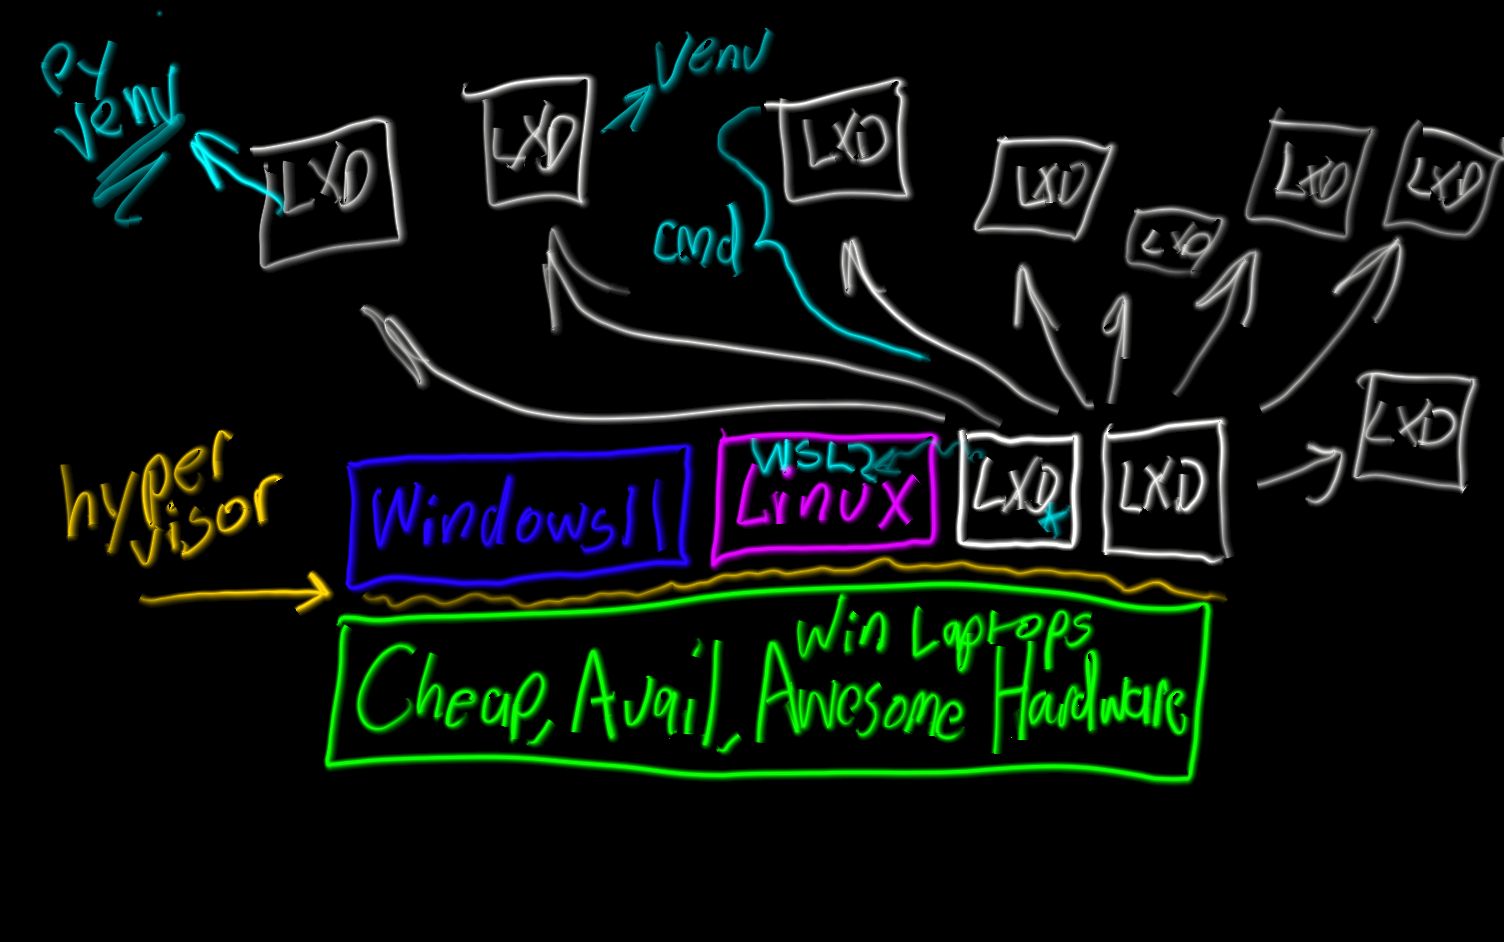 py
venv
LXD
LXD
venv
LXD
LXD
LXD
LXD
LXD
cmd
LXD
hyper
visor
Windows11
WSL2
Linux
LXD
*
LXD
Win Laptops
Cheap, Avail, Awesome Hardware